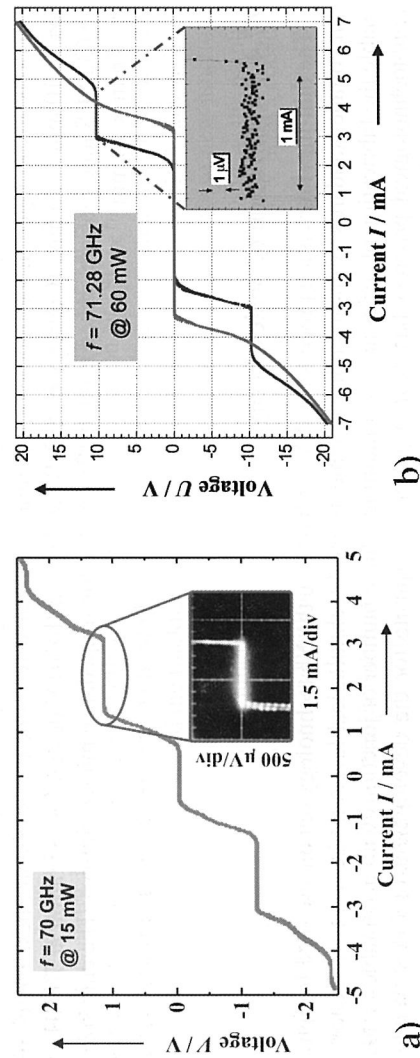 Voltage V / V
2
1
0
-1
-2
f = 70 GHz
@ 15 mW
500 µV/div
1.5 mA/div
-5 -4 -3 -2 -1 0 1 2 3 4 5
Current I / mA
a)
Voltage U / V
20
15
10
5
0
-5
-10
-15
-20
f = 71.28 GHz
@ 60 mW
1 µV
1 mA
-7 -6 -5 -4 -3 -2 -1 0 1 2 3 4 5 6 7
Current I / mA
b)